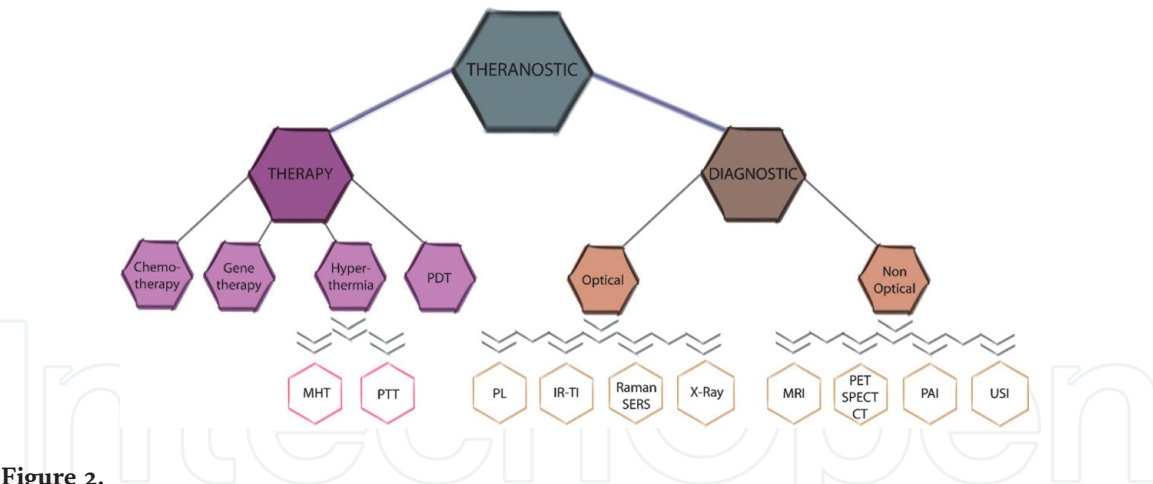 THERANOSTIC
THERAPY
DIAGNOSTIC
Chemo-
therapy
Gene
therapy
Hyper-
thermia
PDT
Optical
Non
Optical
MHT
PTT
PL
IR-TI
Raman
SERS
X-Ray
MRI
PET
SPECT
CT
PAI
USI
IntechOpen
Figure 2.